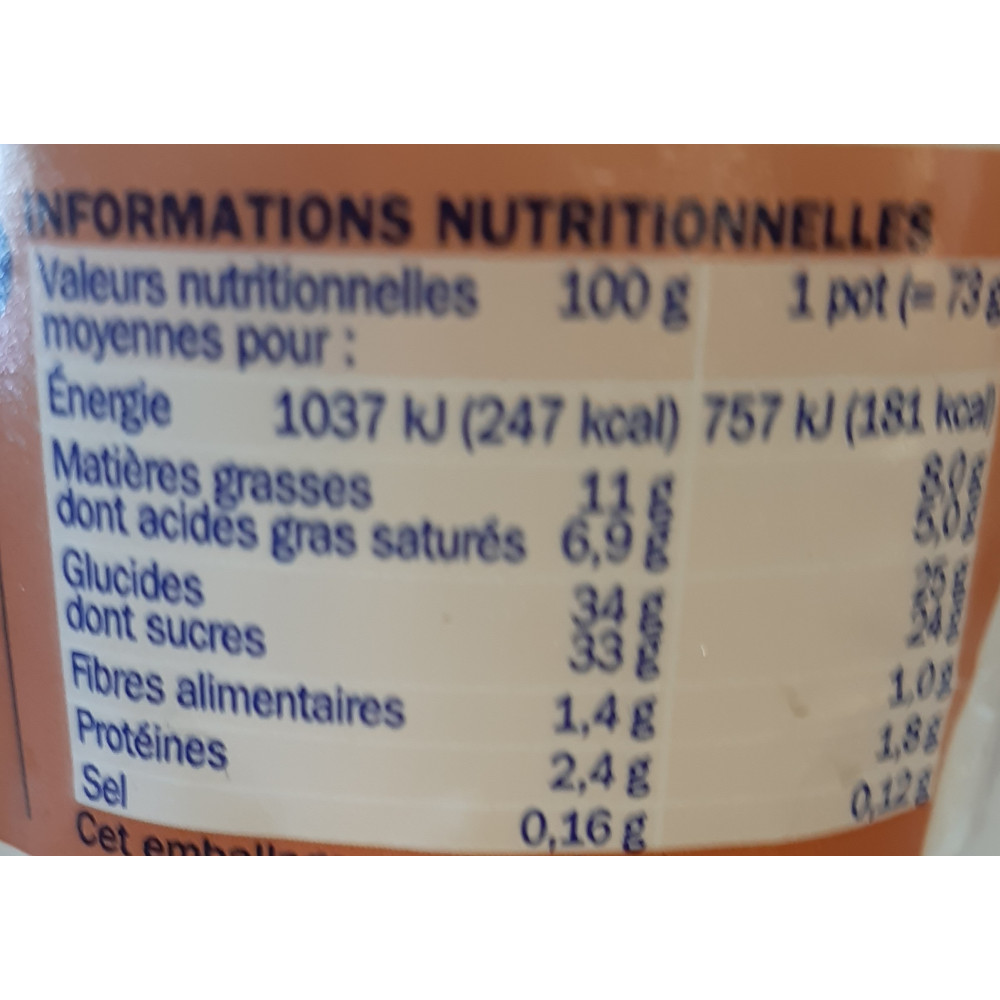 INFORMATIONS NUTRITIONNELLES
Valeurs nutritionnelles 100 g 1 pot (= 73 g
moyennes pour :
Énergie 1037 kJ (247 kcal) 757 kJ (181 kcal)
Matières grasses 11 g 8,0 g
dont acides gras saturés 6,9 g 5,0 g
Glucides 34 g 25 g
dont sucres 33 g 24 g
Fibres alimentaires 1,4 g 1,0 g
Protéines 2,4 g 1,8 g
Sel 0,16 g 0,12 g
Cet